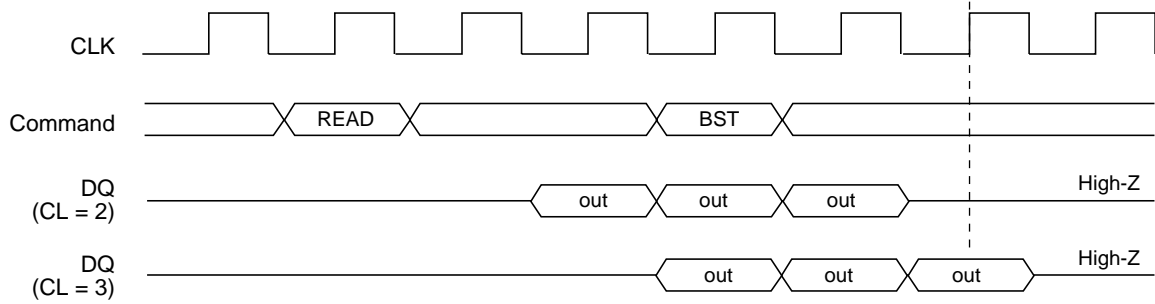 CLK
Command
READ
BST
DQ
(CL = 2)
out
out
out
High-Z
DQ
(CL = 3)
out
out
out
High-Z